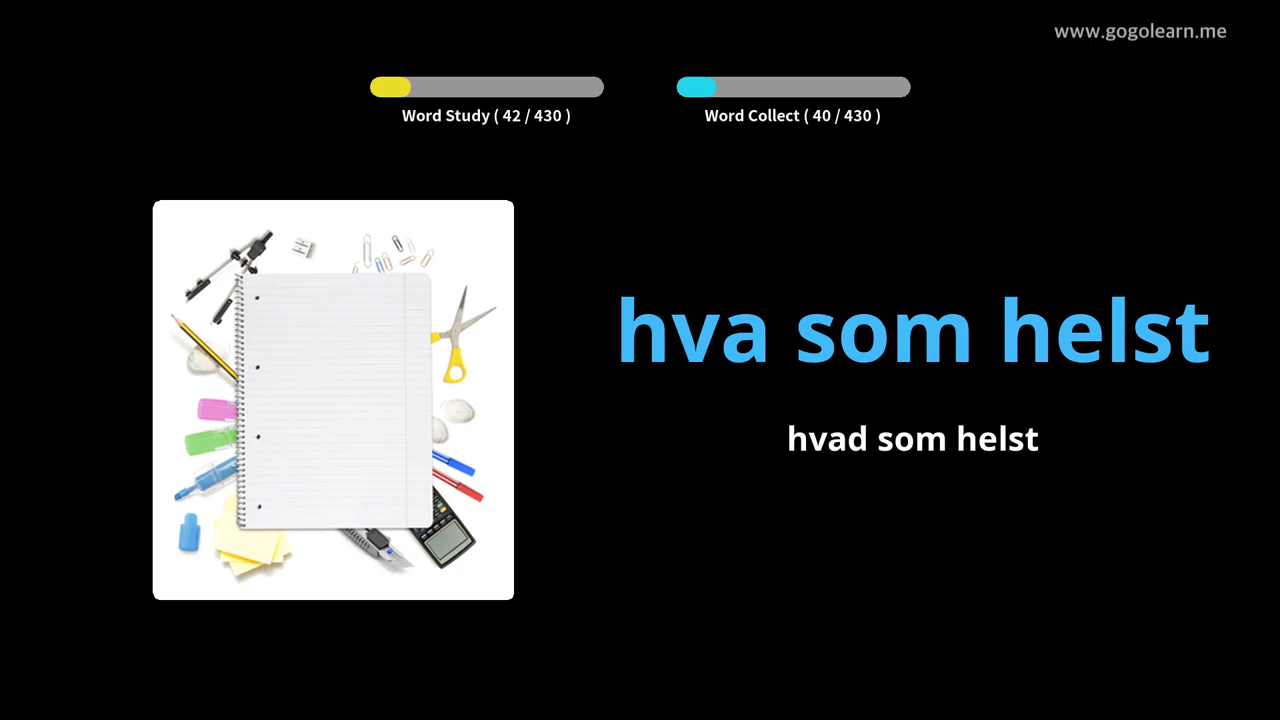 www.gogolearn.me
Word Study ( 42 / 430 )
Word Collect ( 40 / 430 )
hva som helst
hvad som helst